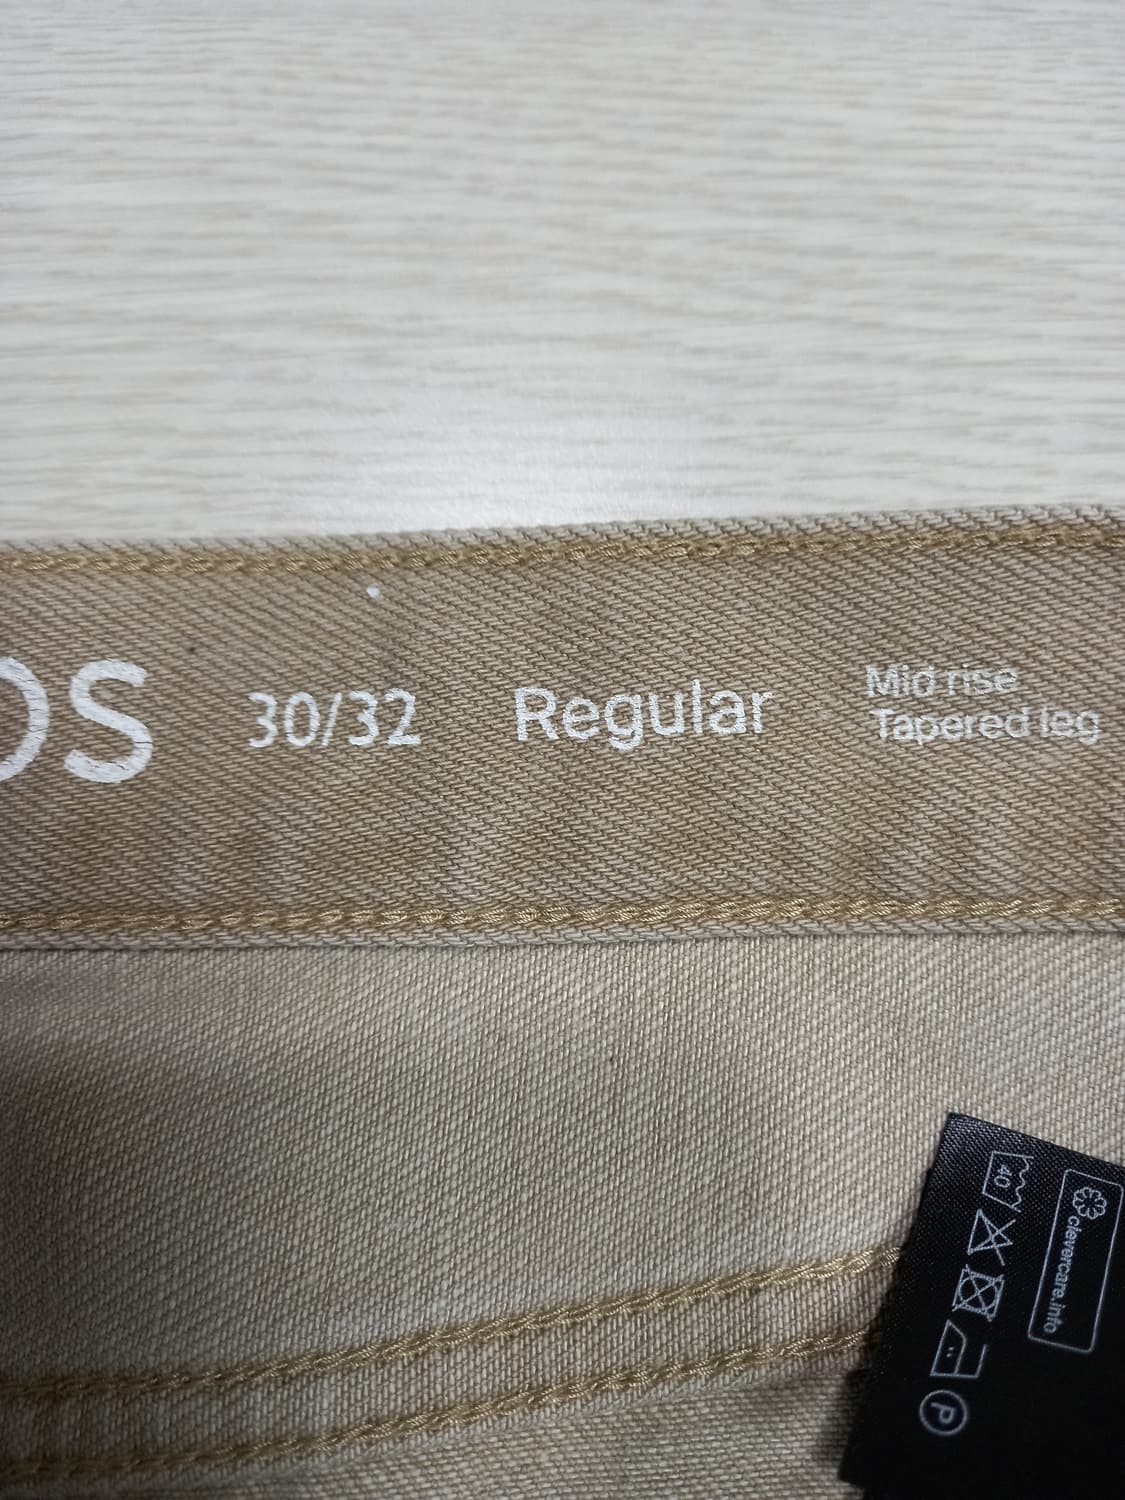 OS
30/32
Regular
Mid rise
Tapered leg
40
clevercare.info
P